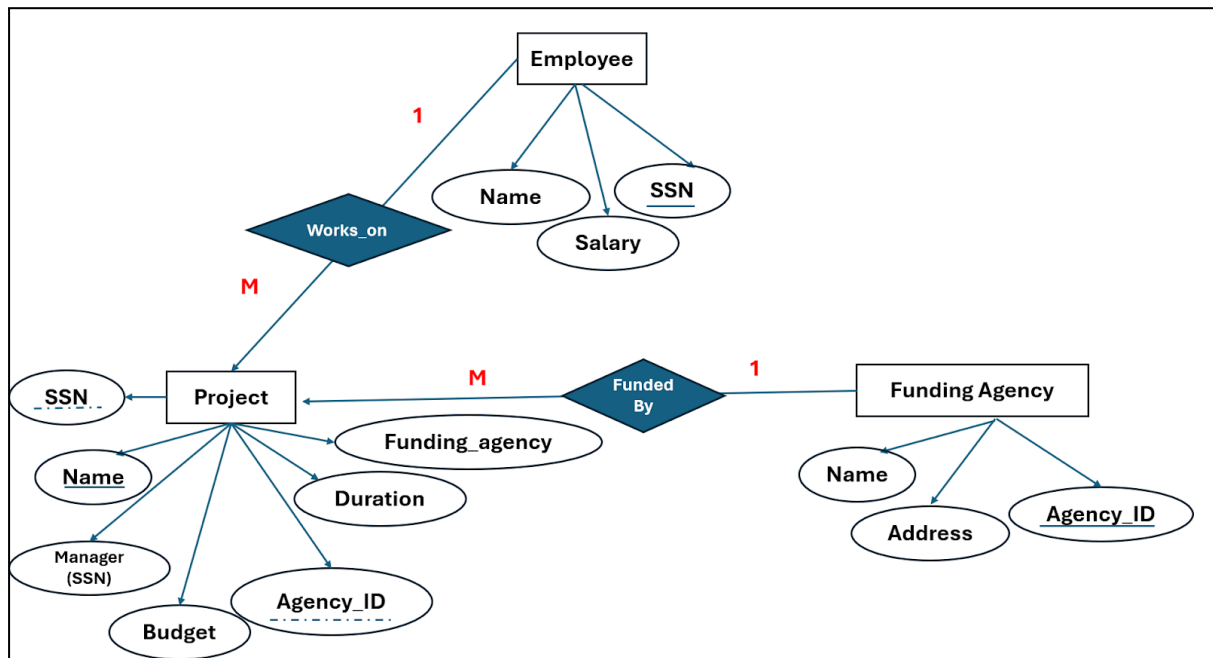 Employee
1
Name
SSN
Salary
Works_on
M
SSN
Project
M
Funded
By
1
Funding Agency
Funding_agency
Name
Duration
Name
Address
Agency_ID
Manager
(SSN)
Agency_ID
Budget